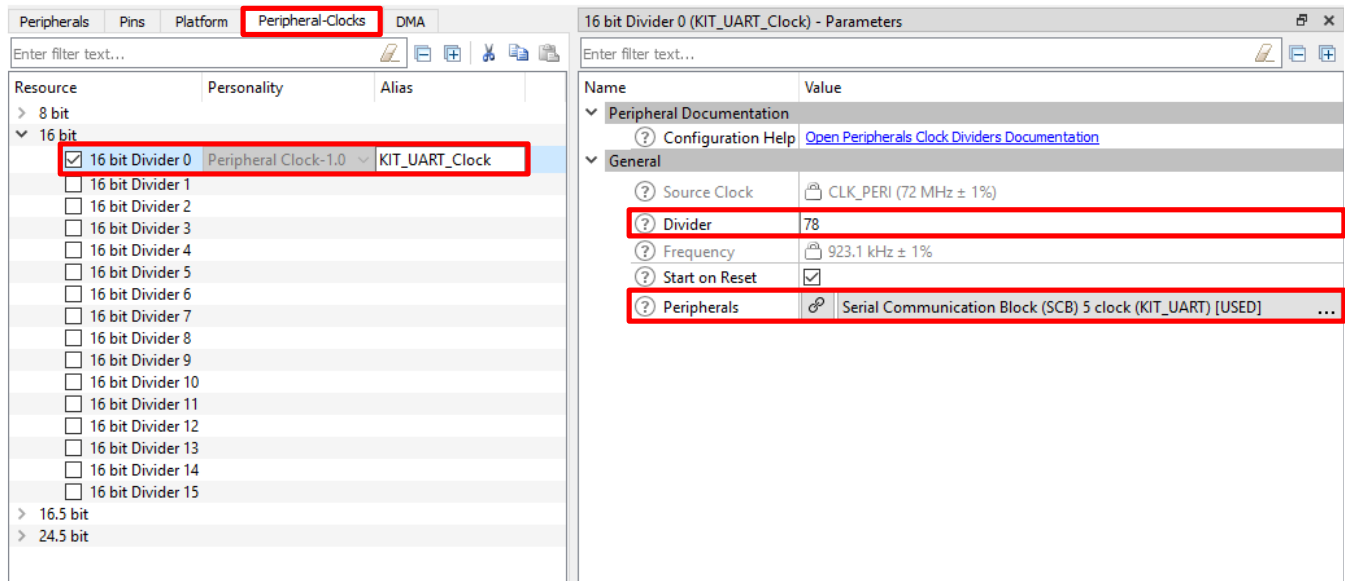 Peripherals Pins Platform Peripheral-Clocks DMA
Enter filter text...
Resource Personality Alias
8 bit
16 bit
16 bit Divider 0 Peripheral Clock-1.0 KIT_UART_Clock
16 bit Divider 1
16 bit Divider 2
16 bit Divider 3
16 bit Divider 4
16 bit Divider 5
16 bit Divider 6
16 bit Divider 7
16 bit Divider 8
16 bit Divider 9
16 bit Divider 10
16 bit Divider 11
16 bit Divider 12
16 bit Divider 13
16 bit Divider 14
16 bit Divider 15
16.5 bit
24.5 bit
16 bit Divider 0 (KIT_UART_Clock) - Parameters
Enter filter text...
Name Value
Peripheral Documentation
Configuration Help Open Peripherals Clock Dividers Documentation
General
Source Clock CLK_PERI (72 MHz ± 1%)
Divider 78
Frequency 923.1 kHz ± 1%
Start on Reset
Peripherals Serial Communication Block (SCB) 5 clock (KIT_UART) [USED] ...